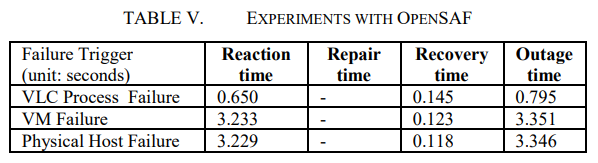 TABLE V. EXPERIMENTS WITH OPENSAF
Failure Trigger Reaction Repair Recovery Outage
(unit: seconds) time time time time
VLC Process Failure 0.650 - 0.145 0.795
VM Failure 3.233 - 0.123 3.351
Physical Host Failure 3.229 - 0.118 3.346